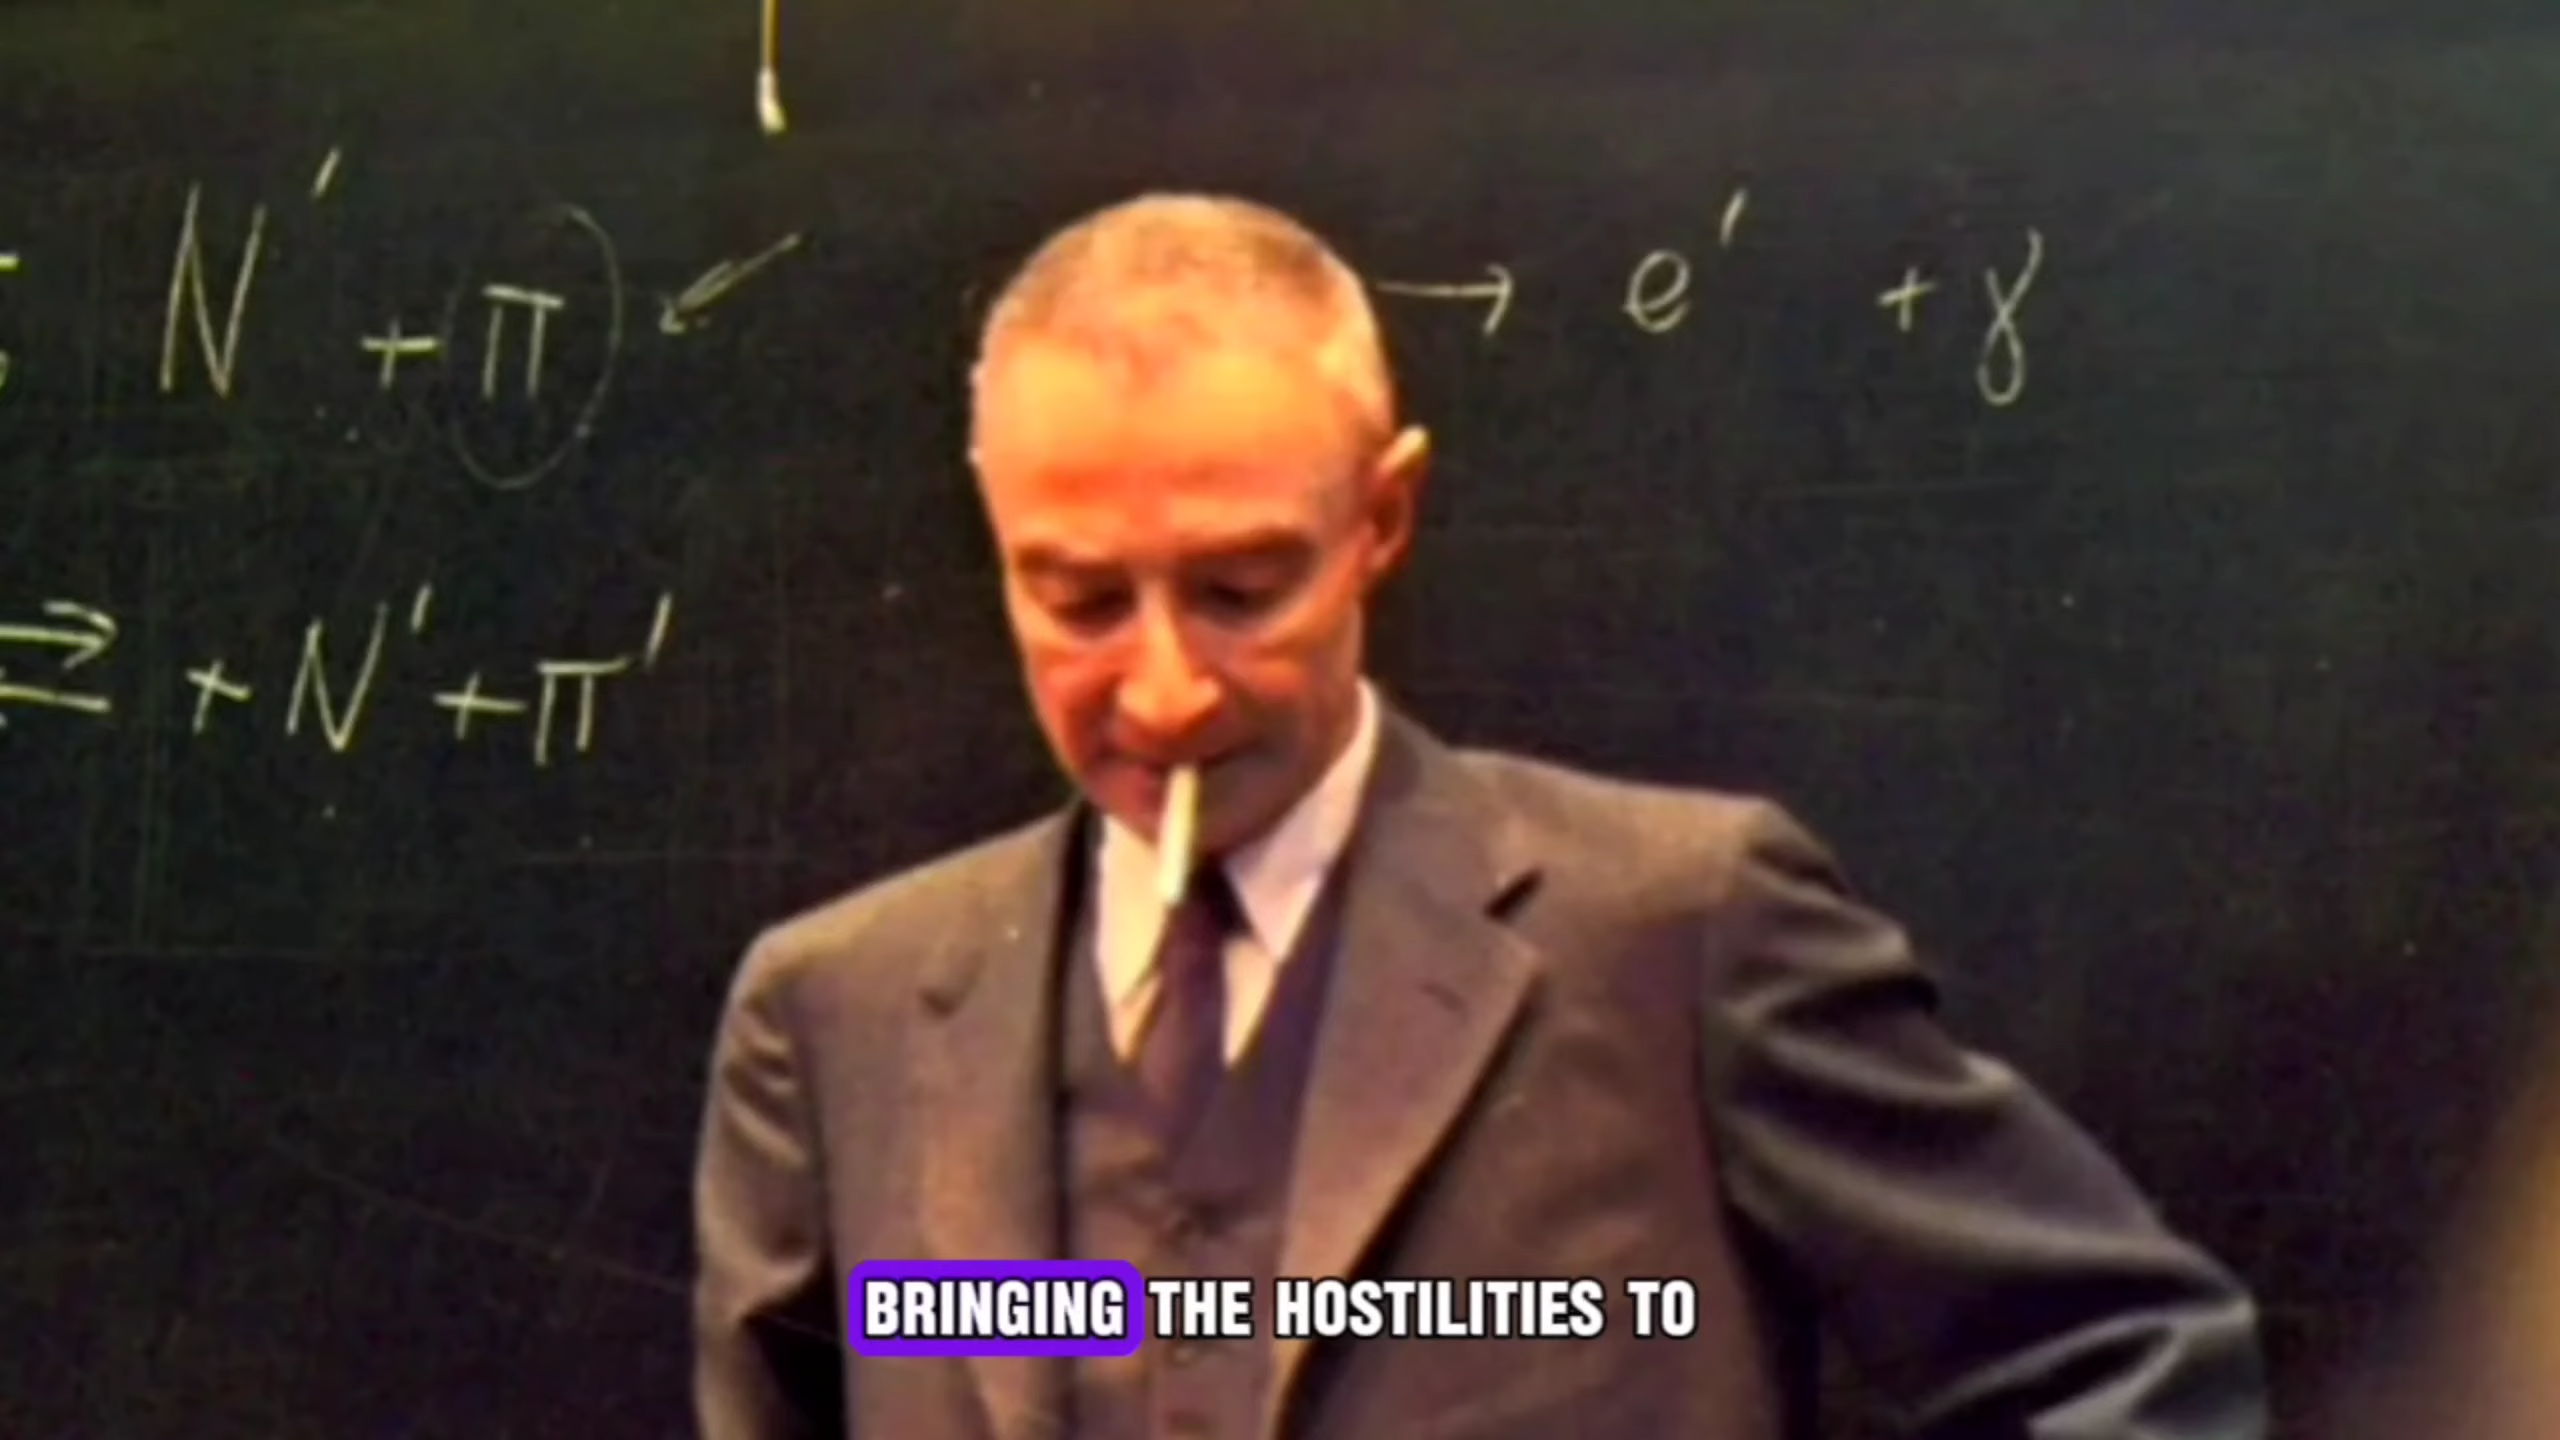 N' + π → e' + γ
⇄ + N' + π'
BRINGING THE HOSTILITIES TO